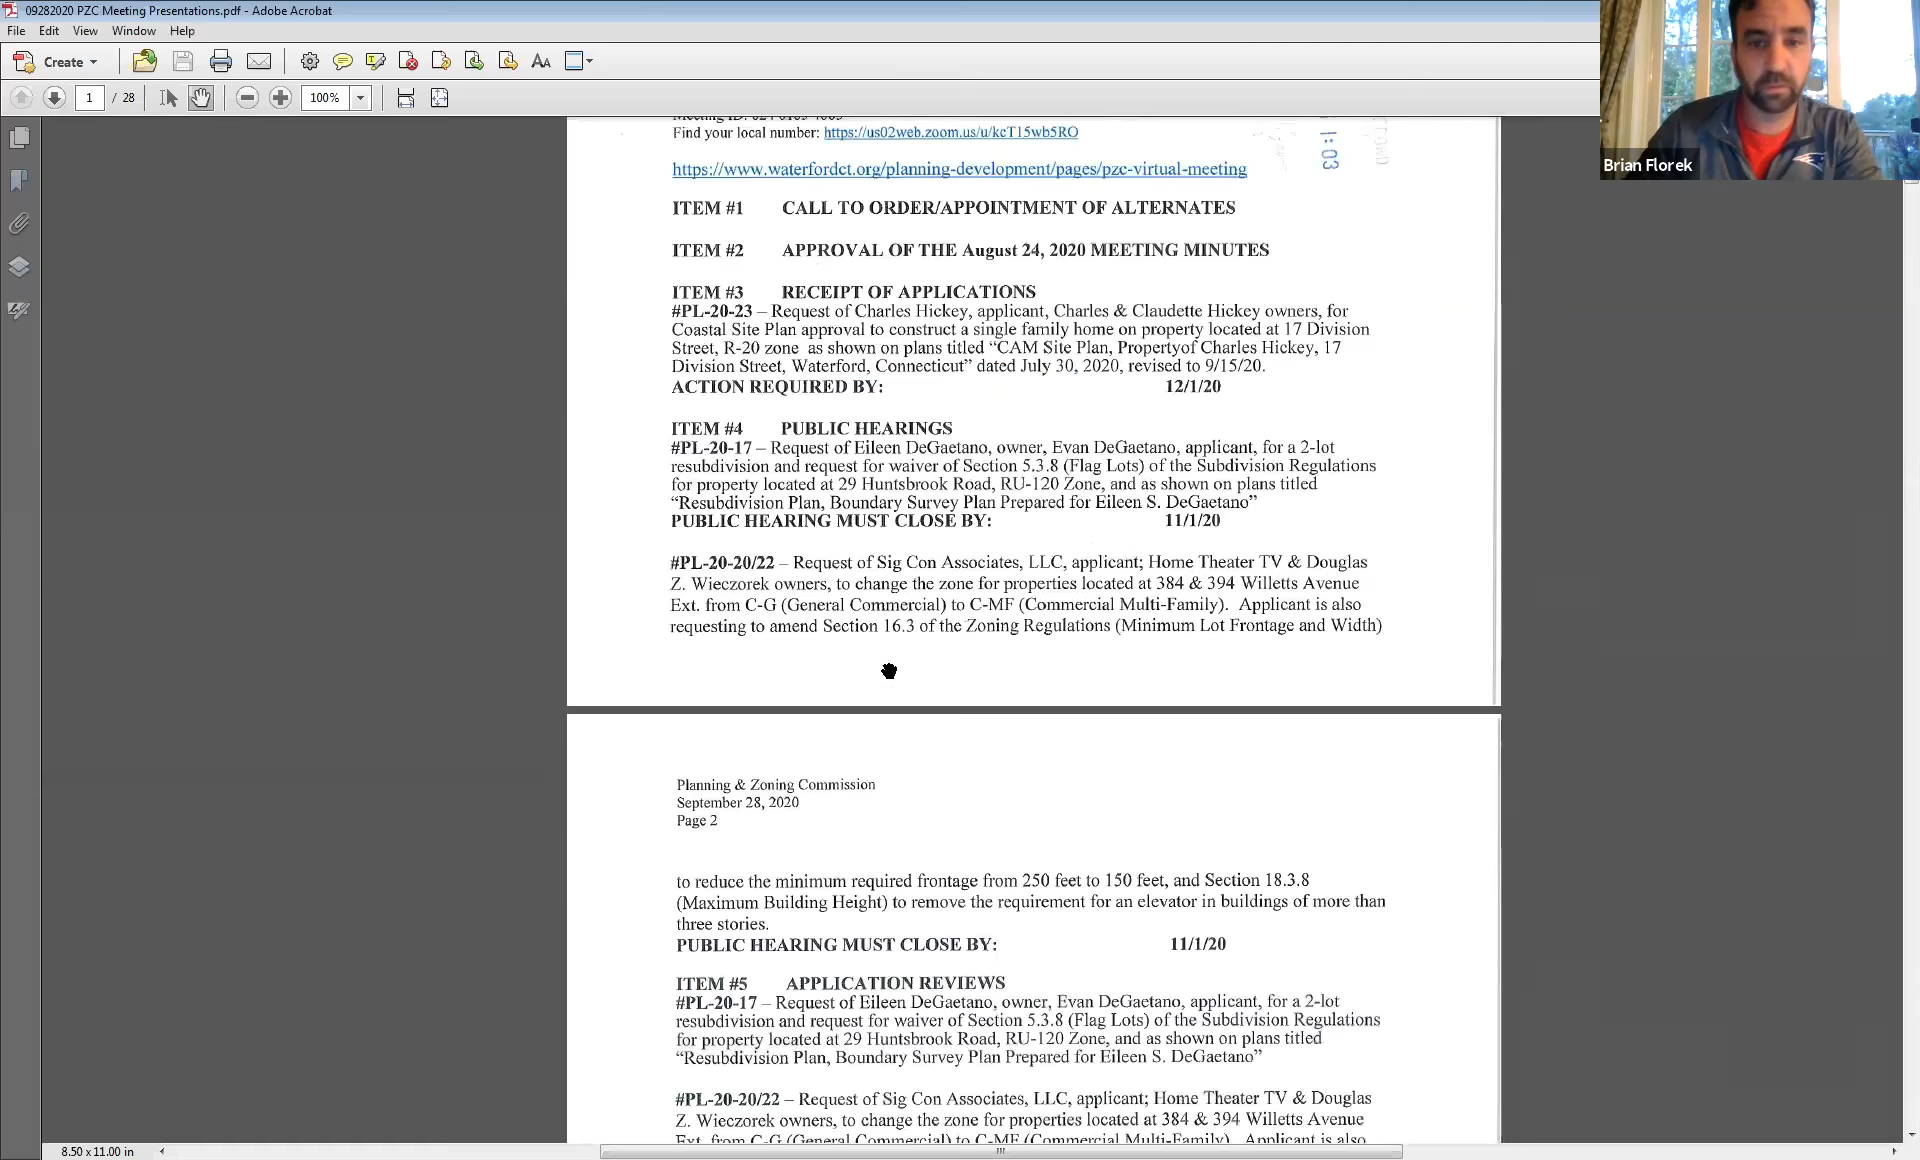 09282020 PZC Meeting Presentations.pdf - Adobe Acrobat
File Edit View Window Help
Create
1 / 28
100%
Find your local number: https://us02web.zoom.us/u/kcT15wb5RO
1:03
https://www.waterfordct.org/planning-development/pages/pzc-virtual-meeting
Brian Florek
ITEM #1 CALL TO ORDER/APPOINTMENT OF ALTERNATES
ITEM #2 APPROVAL OF THE August 24, 2020 MEETING MINUTES
ITEM #3 RECEIPT OF APPLICATIONS
#PL-20-23 – Request of Charles Hickey, applicant, Charles & Claudette Hickey owners, for
Coastal Site Plan approval to construct a single family home on property located at 17 Division
Street, R-20 zone as shown on plans titled “CAM Site Plan, Propertyof Charles Hickey, 17
Division Street, Waterford, Connecticut” dated July 30, 2020, revised to 9/15/20.
ACTION REQUIRED BY: 12/1/20
ITEM #4 PUBLIC HEARINGS
#PL-20-17 – Request of Eileen DeGaetano, owner, Evan DeGaetano, applicant, for a 2-lot
resubdivision and request for waiver of Section 5.3.8 (Flag Lots) of the Subdivision Regulations
for property located at 29 Huntsbrook Road, RU-120 Zone, and as shown on plans titled
“Resubdivision Plan, Boundary Survey Plan Prepared for Eileen S. DeGaetano”
PUBLIC HEARING MUST CLOSE BY: 11/1/20
#PL-20-20/22 – Request of Sig Con Associates, LLC, applicant; Home Theater TV & Douglas
Z. Wieczorek owners, to change the zone for properties located at 384 & 394 Willetts Avenue
Ext. from C-G (General Commercial) to C-MF (Commercial Multi-Family). Applicant is also
requesting to amend Section 16.3 of the Zoning Regulations (Minimum Lot Frontage and Width)
Planning & Zoning Commission
September 28, 2020
Page 2
to reduce the minimum required frontage from 250 feet to 150 feet, and Section 18.3.8
(Maximum Building Height) to remove the requirement for an elevator in buildings of more than
three stories.
PUBLIC HEARING MUST CLOSE BY: 11/1/20
ITEM #5 APPLICATION REVIEWS
#PL-20-17 – Request of Eileen DeGaetano, owner, Evan DeGaetano, applicant, for a 2-lot
resubdivision and request for waiver of Section 5.3.8 (Flag Lots) of the Subdivision Regulations
for property located at 29 Huntsbrook Road, RU-120 Zone, and as shown on plans titled
“Resubdivision Plan, Boundary Survey Plan Prepared for Eileen S. DeGaetano”
#PL-20-20/22 – Request of Sig Con Associates, LLC, applicant; Home Theater TV & Douglas
Z. Wieczorek owners, to change the zone for properties located at 384 & 394 Willetts Avenue
Ext. from C-G (General Commercial) to C-MF (Commercial Multi-Family). Applicant is also
8.50 x 11.00 in